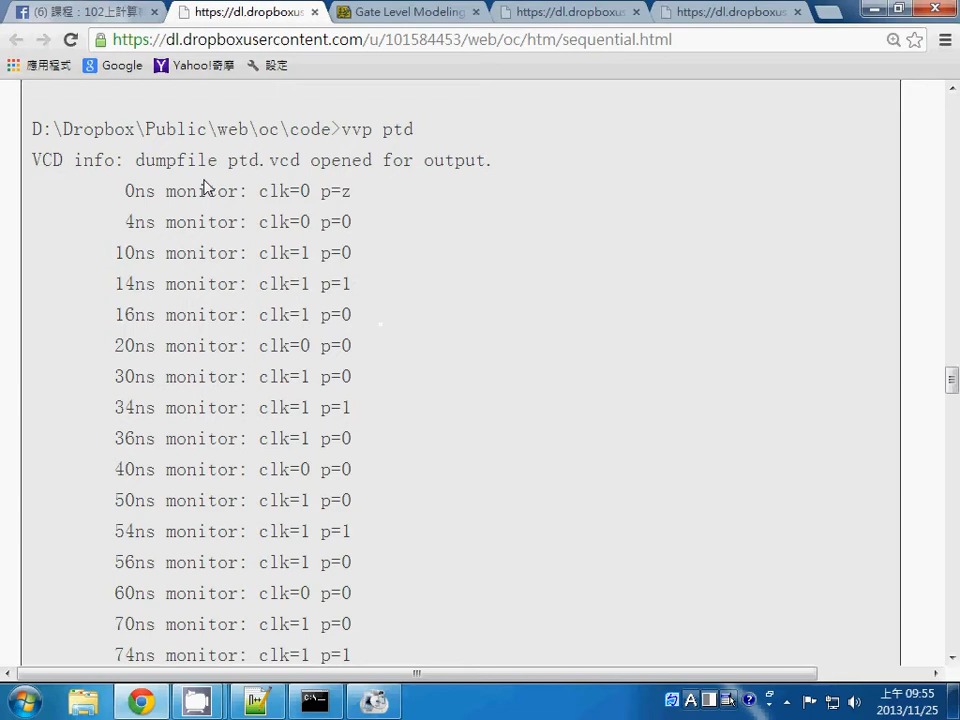 (6) 課程：102上計算
https://dl.dropboxus
Gate Level Modeling
https://dl.dropboxus
https://dl.dropboxus
https://dl.dropboxusercontent.com/u/101584453/web/oc/htm/sequential.html
應用程式 Google Yahoo!奇摩 設定
D:\Dropbox\Public\web\oc\code>vvp ptd
VCD info: dumpfile ptd.vcd opened for output.
0ns monitor: clk=0 p=z
4ns monitor: clk=0 p=0
10ns monitor: clk=1 p=0
14ns monitor: clk=1 p=1
16ns monitor: clk=1 p=0
20ns monitor: clk=0 p=0
30ns monitor: clk=1 p=0
34ns monitor: clk=1 p=1
36ns monitor: clk=1 p=0
40ns monitor: clk=0 p=0
50ns monitor: clk=1 p=0
54ns monitor: clk=1 p=1
56ns monitor: clk=1 p=0
60ns monitor: clk=0 p=0
70ns monitor: clk=1 p=0
74ns monitor: clk=1 p=1
上午 09:55
2013/11/25